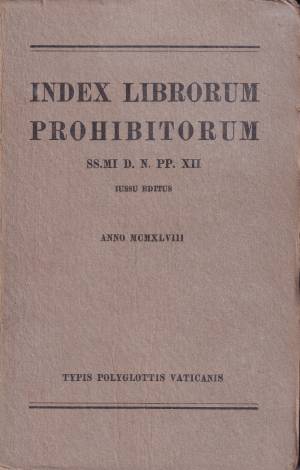 INDEX LIBRORUM
PROHIBITORUM
SS.MI D. N. PP. XII
IUSSU EDITUS
ANNO MCMXLVIII
TYPIS POLYGLOTTIS VATICANIS